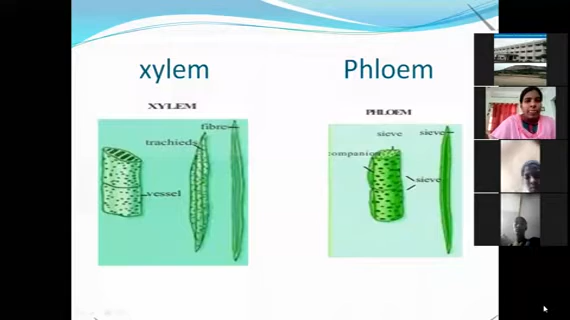 xylem
Phloem
XYLEM
PHLOEM
fibre
trachieds
vessel
sieve
sieve
companion
sieve